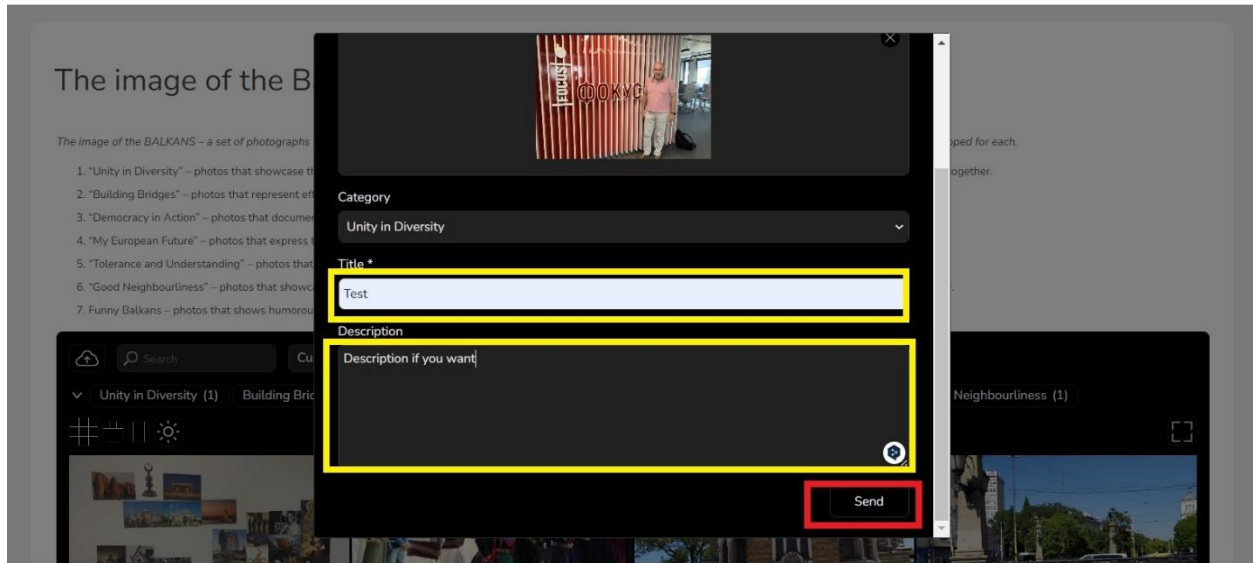 The image of the B
The image of the BALKANS – a set of photographs
oped for each.
1. "Unity in Diversity" – photos that showcase th
ogether.
2. "Building Bridges" – photos that represent eff
3. "Democracy in Action" – photos that documen
4. "My European Future" – photos that express t
5. "Tolerance and Understanding" – photos that
6. "Good Neighbourliness" – photos that showca
7. Funny Balkans – photos that shows humorou
FOCUS
ФОКУС
Category
Unity in Diversity
Title *
Test
Description
Description if you want
Send
Search
Cu
Unity in Diversity (1)
Building Bric
Neighbourliness (1)